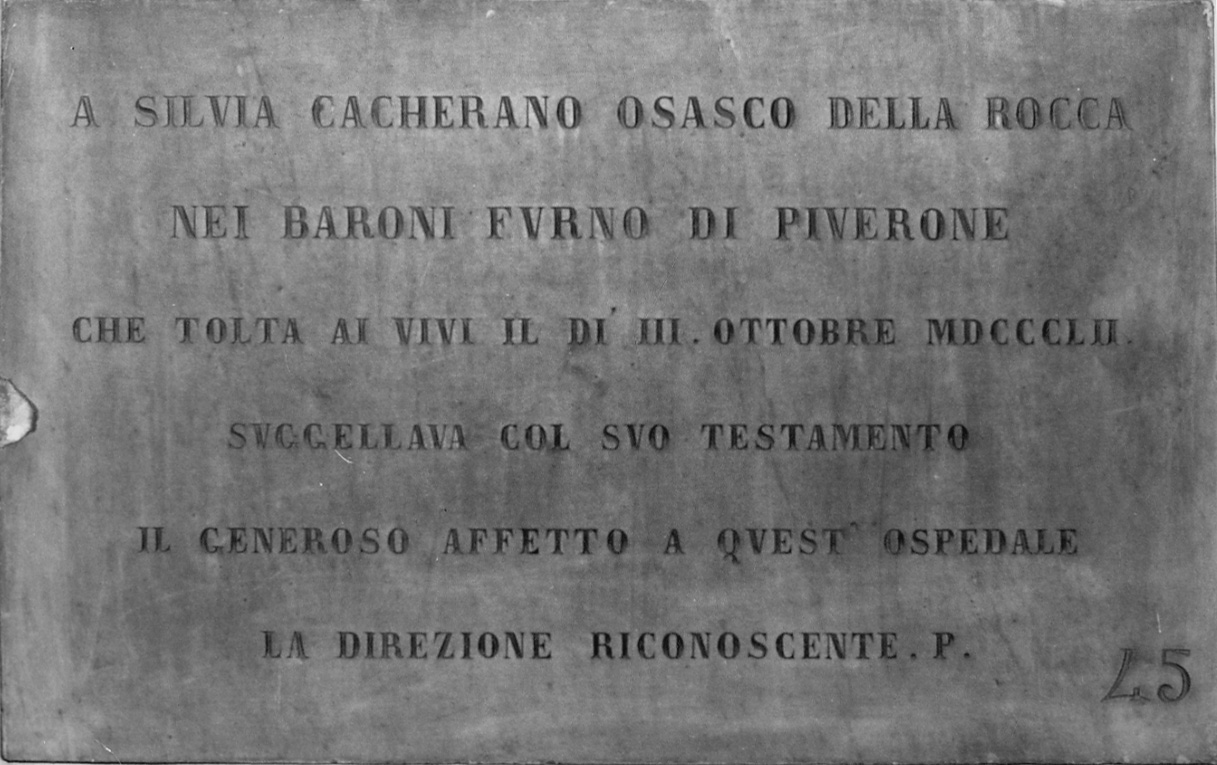 A SILVIA CACHERANO OSASCO DELLA ROCCA
NEI BARONI FVRNO DI PIVERONE
CHE TOLTA AI VIVI IL DI' III. OTTOBRE MDCCCLII.
SVGGELLAVA COL SVO TESTAMENTO
IL GENEROSO AFFETTO A QVEST' OSPEDALE
LA DIREZIONE RICONOSCENTE. P.
45